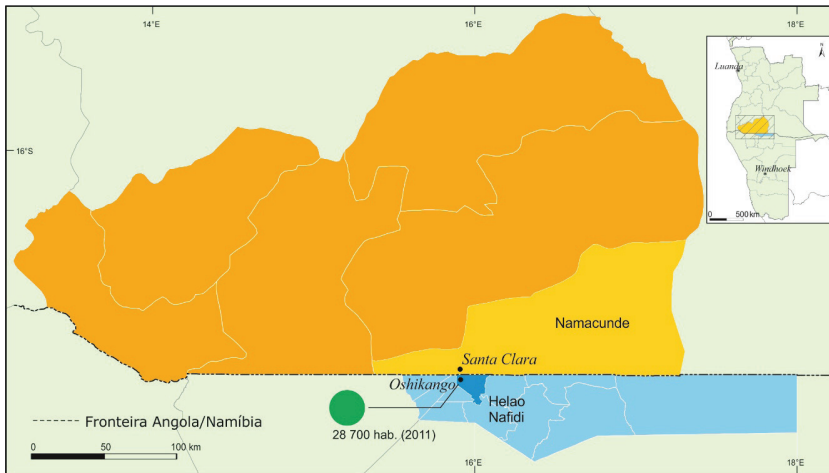 14°E
16°E
18°E
16°S
N
Luanda
Windhoek
0 500 km
Namacunde
Santa Clara
Oshikango
Helao
Nafidi
28 700 hab. (2011)
Fronteira Angola/Namíbia
0 50 100 km
16°E
18°E